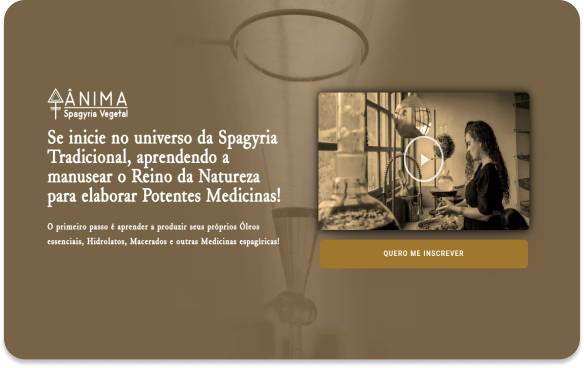 ÂNIMA
Spagyria Vegetal
Se inicie no universo da Spagyria
Tradicional, aprendendo a
manusear o Reino da Natureza
para elaborar Potentes Medicinas!
O primeiro passo é aprender a produzir seus próprios Óleos
essenciais, Hidrolatos, Macerados e outras Medicinas espagíricas!
QUERO ME INSCREVER